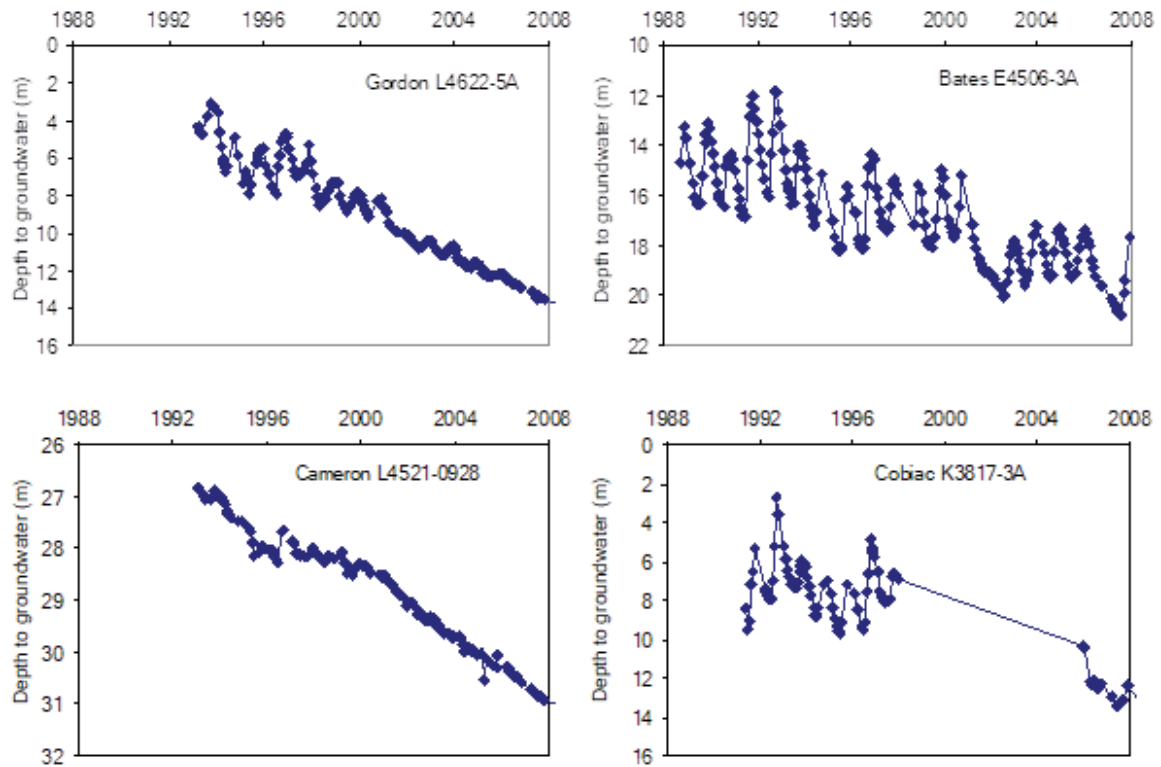 1988 1992 1996 2000 2004 2008
0
2
4
6
8
10
12
14
16
Depth to groundwater (m)
Gordon L4622-5A
1988 1992 1996 2000 2004 2008
10
12
14
16
18
20
22
Depth to groundwater (m)
Bates E4506-3A
1988 1992 1996 2000 2004 2008
26
27
28
29
30
31
32
Depth to groundwater (m)
Cameron L4521-0928
1988 1992 1996 2000 2004 2008
0
2
4
6
8
10
12
14
16
Depth to groundwater (m)
Cobiac K3817-3A